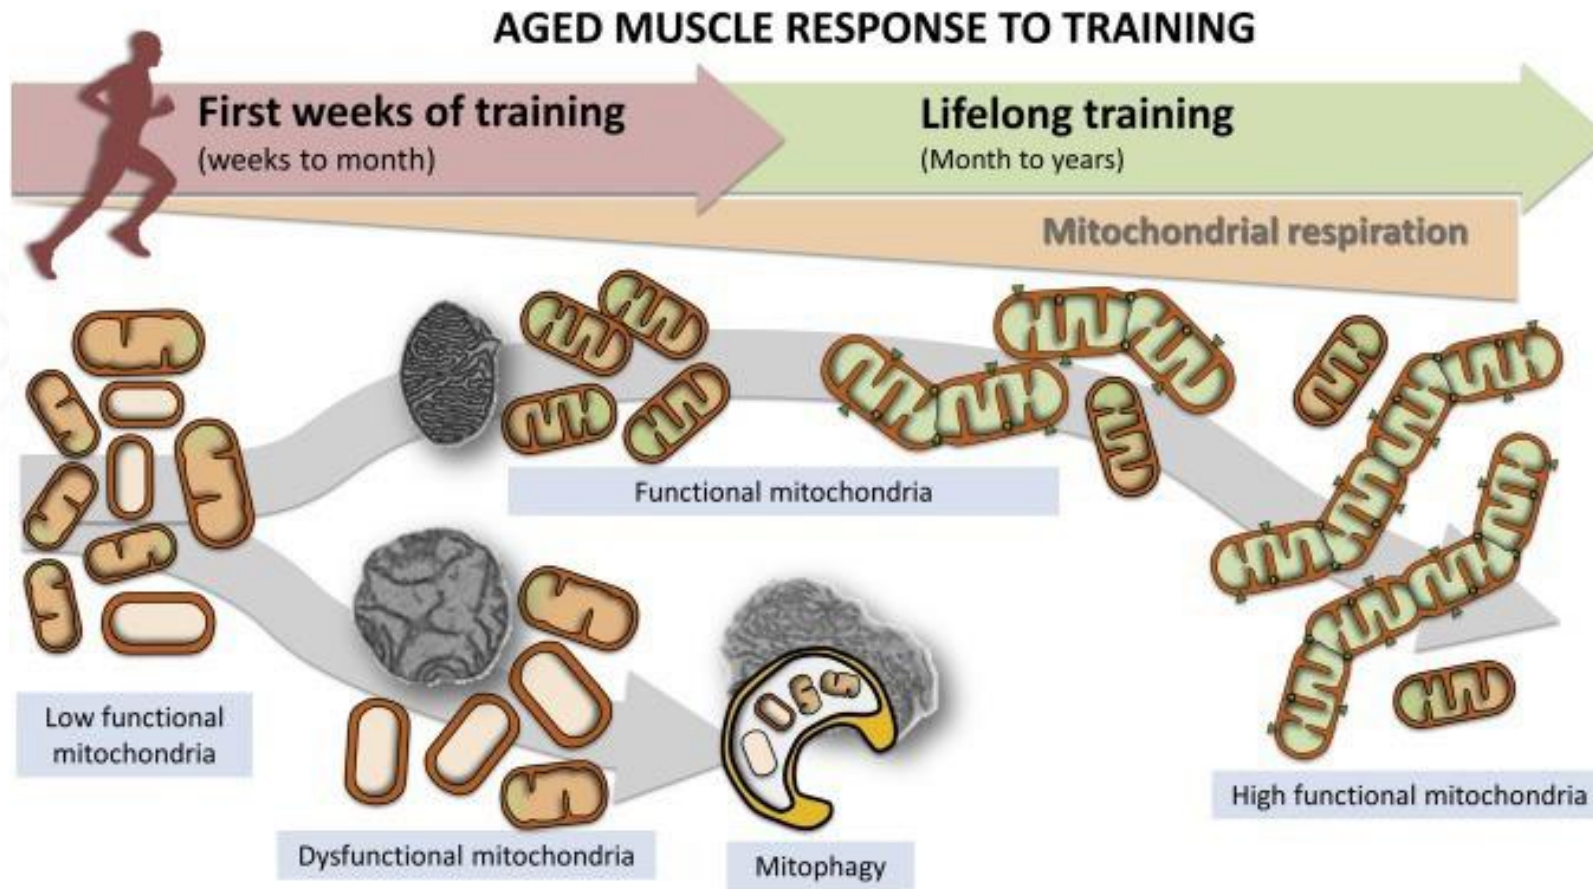 AGED MUSCLE RESPONSE TO TRAINING
First weeks of training
(weeks to month)
Lifelong training
(Month to years)
Mitochondrial respiration
Functional mitochondria
Low functional
mitochondria
High functional mitochondria
Dysfunctional mitochondria
Mitophagy